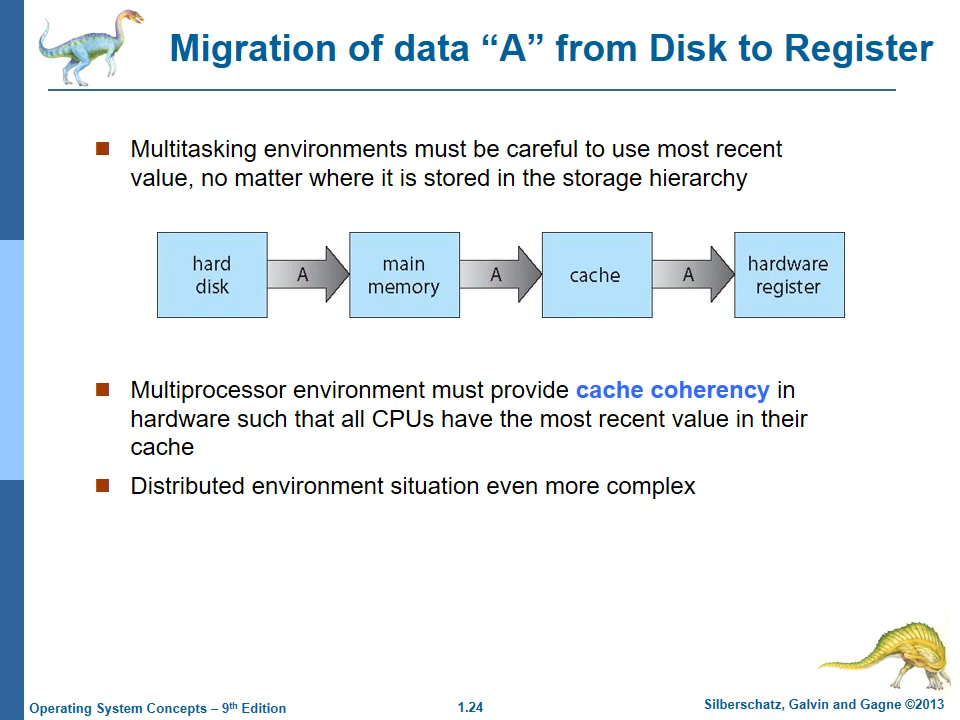 Migration of data “A” from Disk to Register
Multitasking environments must be careful to use most recent
value, no matter where it is stored in the storage hierarchy
hard
disk
A
main
memory
A
cache
A
hardware
register
Multiprocessor environment must provide cache coherency in
hardware such that all CPUs have the most recent value in their
cache
Distributed environment situation even more complex
Operating System Concepts – 9th Edition
1.24
Silberschatz, Galvin and Gagne ©2013